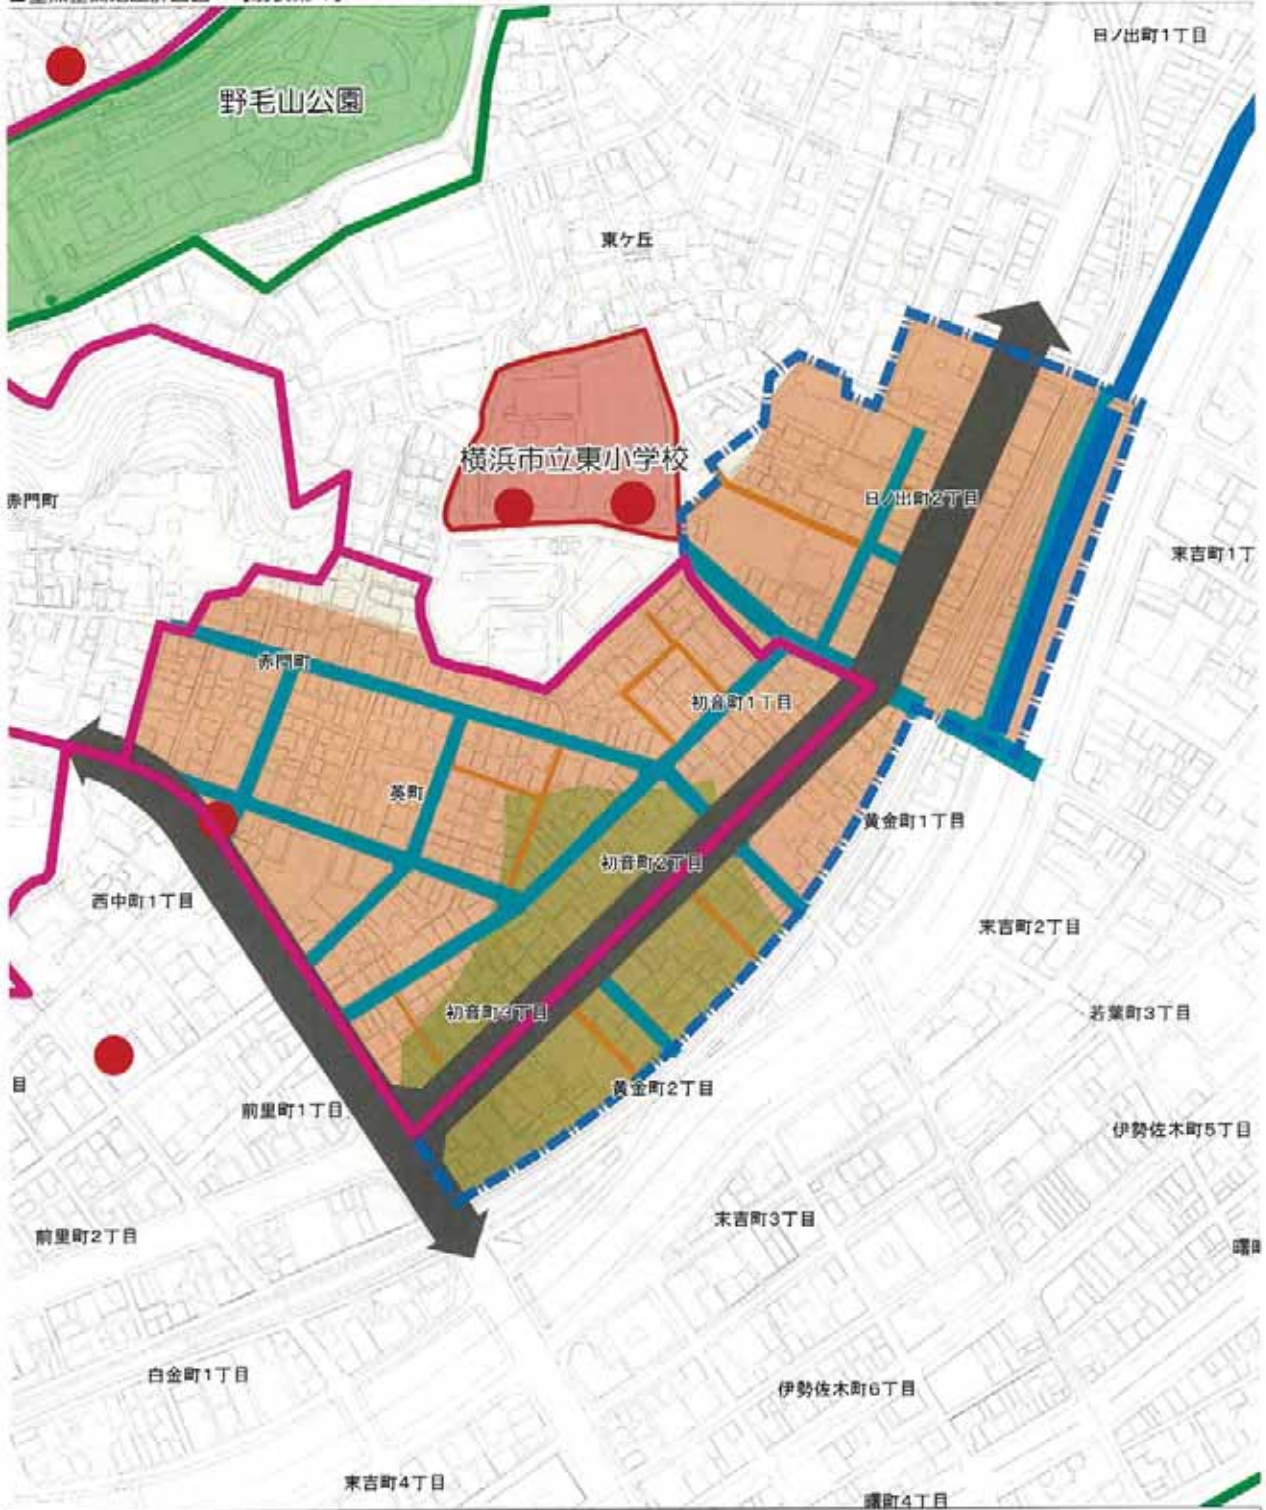 日ノ出町1丁目
野毛山公園
東ケ丘
横浜市立東小学校
赤門町
日ノ出町2丁目
末吉町1丁
赤門町
初音町1丁目
英町
黄金町1丁目
初音町2丁目
西中町1丁目
末吉町2丁目
初音町3丁目
若葉町3丁目
目
黄金町2丁目
前里町1丁目
伊勢佐木町5丁目
末吉町3丁目
前里町2丁目
曙町
白金町1丁目
伊勢佐木町6丁目
末吉町4丁目
曙町4丁目